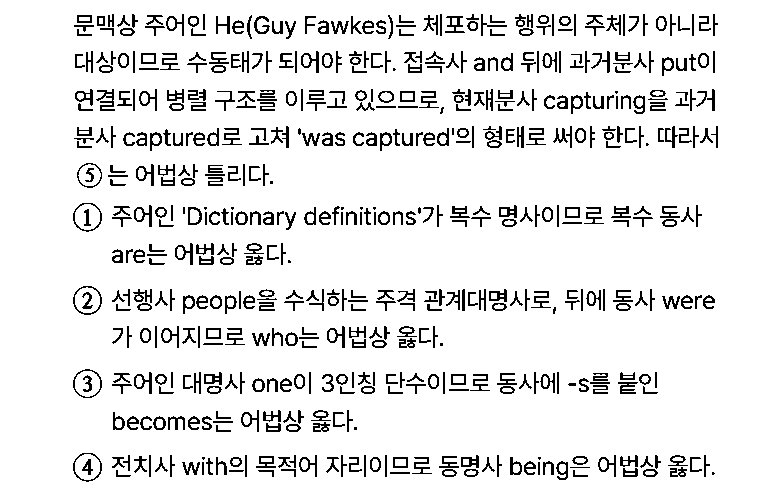 문맥상 주어인 He(Guy Fawkes)는 체포하는 행위의 주체가 아니라
대상이므로 수동태가 되어야 한다. 접속사 and 뒤에 과거분사 put이
연결되어 병렬 구조를 이루고 있으므로, 현재분사 capturing을 과거
분사 captured로 고쳐 'was captured'의 형태로 써야 한다. 따라서
⑤는 어법상 틀리다.
① 주어인 'Dictionary definitions'가 복수 명사이므로 복수 동사
are는 어법상 옳다.
② 선행사 people을 수식하는 주격 관계대명사로, 뒤에 동사 were
가 이어지므로 who는 어법상 옳다.
③ 주어인 대명사 one이 3인칭 단수이므로 동사에 -s를 붙인
becomes는 어법상 옳다.
④ 전치사 with의 목적어 자리이므로 동명사 being은 어법상 옳다.